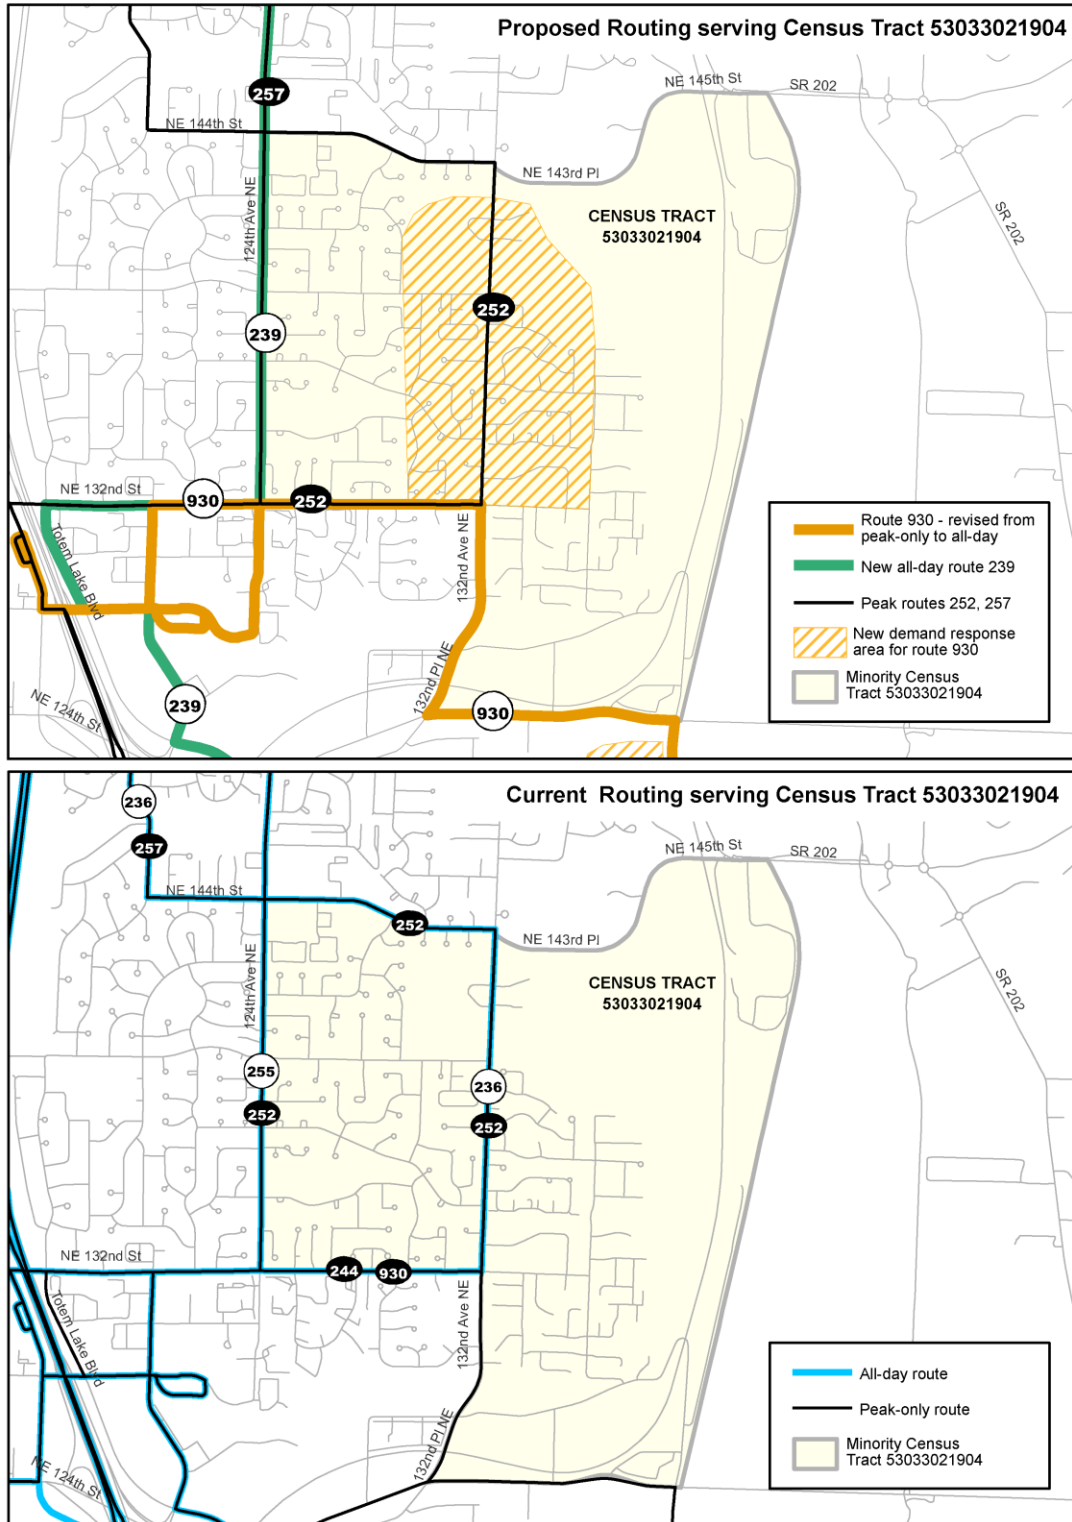 Proposed Routing serving Census Tract 53033021904
NE 145th St
SR 202
257
NE 144th St
NE 143rd Pl
124th Ave NE
CENSUS TRACT
53033021904
SR 202
252
239
NE 132nd St
930
252
Totem Lake Blvd
132nd Ave NE
132nd Pl NE
NE 124th St
239
930
Route 930 - revised from
peak-only to all-day
New all-day route 239
Peak routes 252, 257
New demand response
area for route 930
Minority Census
Tract 53033021904
Current Routing serving Census Tract 53033021904
236
257
NE 145th St
SR 202
NE 144th St
252
NE 143rd Pl
124th Ave NE
CENSUS TRACT
53033021904
SR 202
255
236
252
252
NE 132nd St
244
930
Totem Lake Blvd
132nd Ave NE
132nd Pl NE
NE 124th St
All-day route
Peak-only route
Minority Census
Tract 53033021904